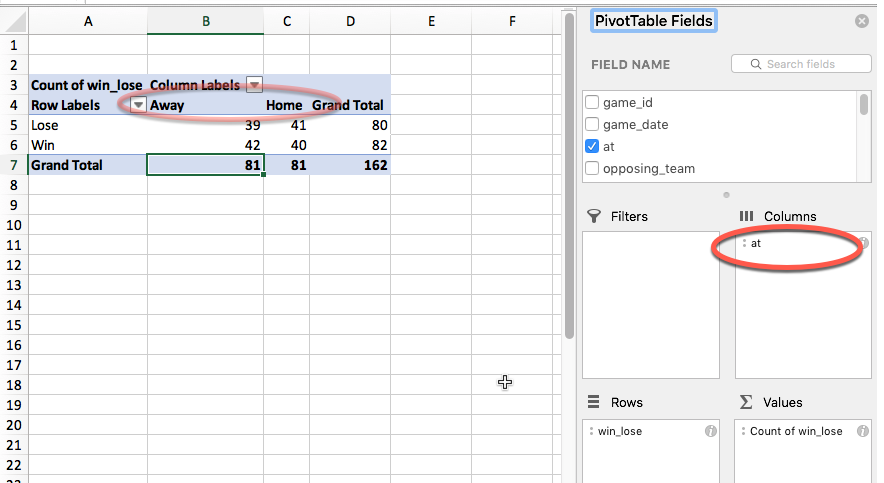 A B C D E F
1
2
3 Count of win_lose Column Labels
4 Row Labels Away Home Grand Total
5 Lose 39 41 80
6 Win 42 40 82
7 Grand Total 81 81 162
8
9
10
11
12
13
14
15
16
17
18
19
20
21
22
PivotTable Fields
FIELD NAME Search fields
game_id
game_date
at
opposing_team
Filters Columns
at
Rows Values
win_lose Count of win_lose